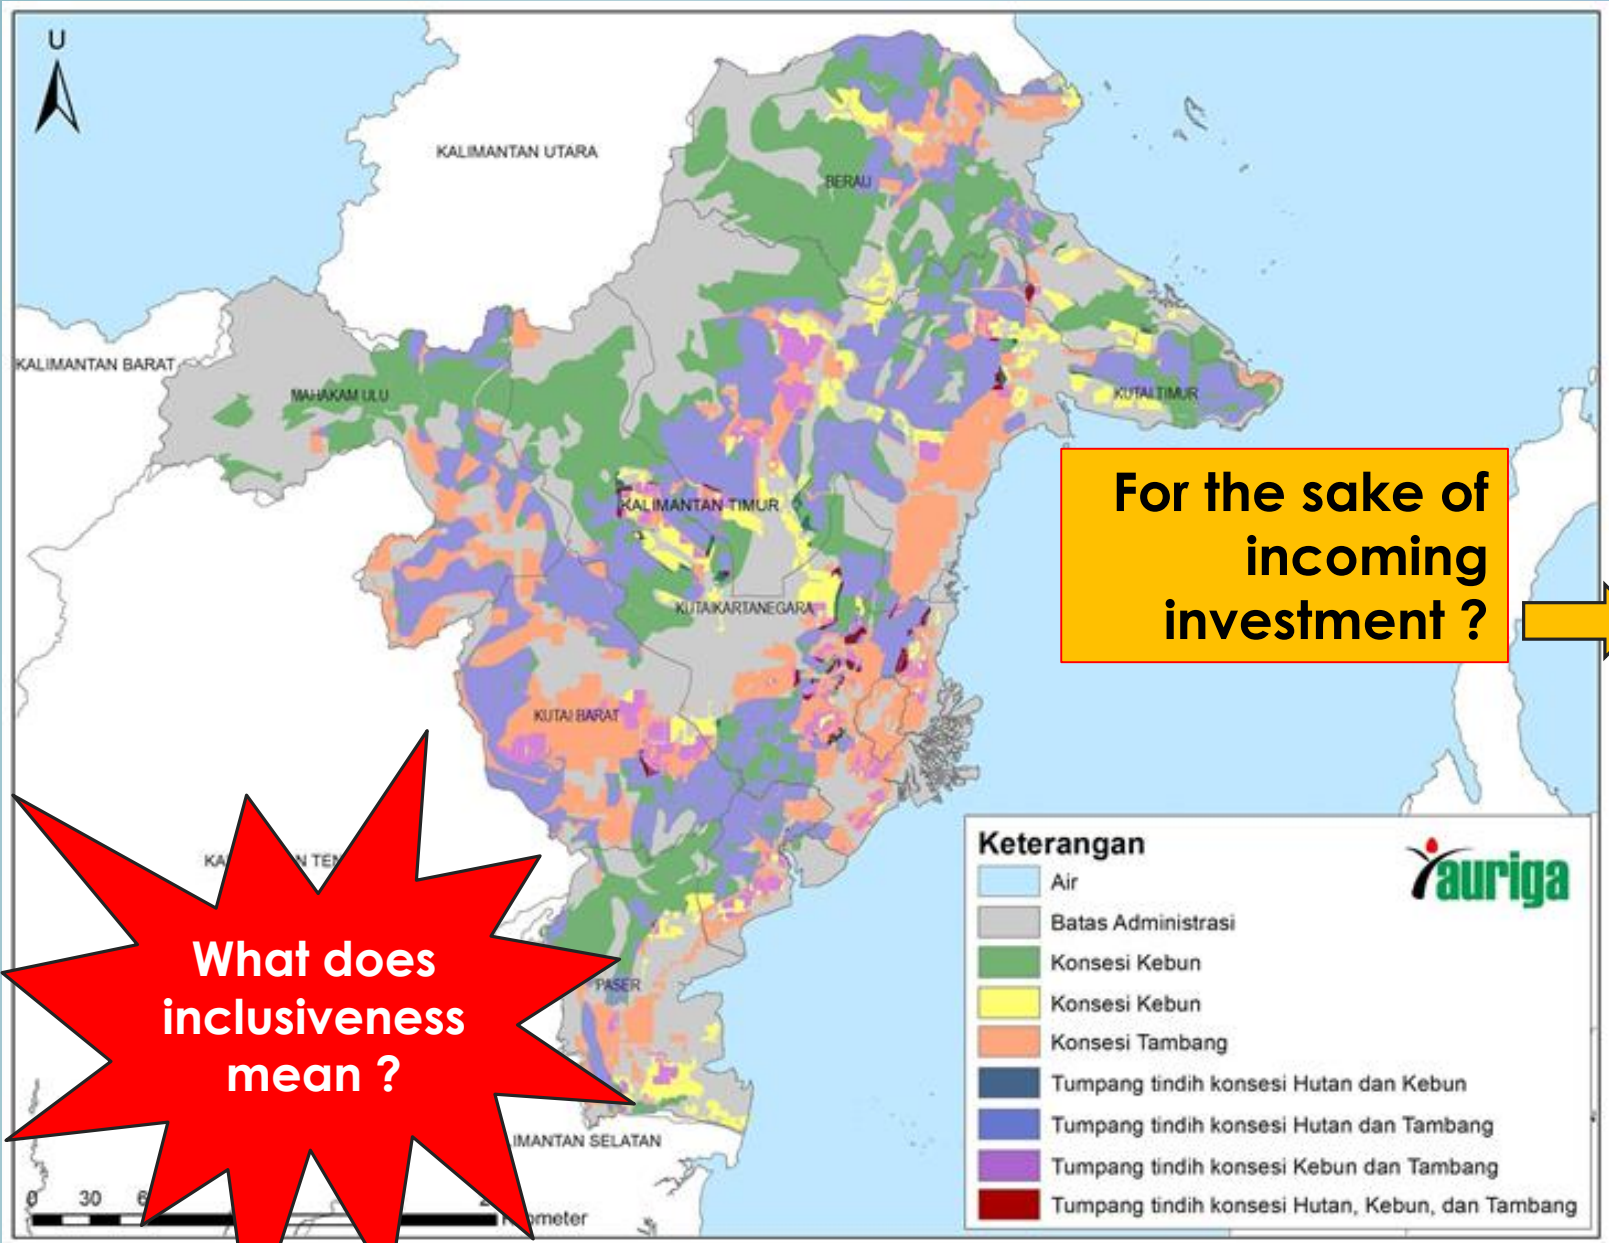 U
KALIMANTAN UTARA
BERAU
KALIMANTAN BARAT
MAHAKAM ULU
KUTAI TIMUR
For the sake of
incoming
investment ?
KALIMANTAN TIMUR
KUTAI KARTANEGARA
KUTAI BARAT
What does
inclusiveness
mean ?
PASER
IMANTAN SELATAN
0 30
Keterangan
auriga
Air
Batas Administrasi
Konsesi Kebun
Konsesi Kebun
Konsesi Tambang
Tumpang tindih konsesi Hutan dan Kebun
Tumpang tindih konsesi Hutan dan Tambang
Tumpang tindih konsesi Kebun dan Tambang
Tumpang tindih konsesi Hutan, Kebun, dan Tambang